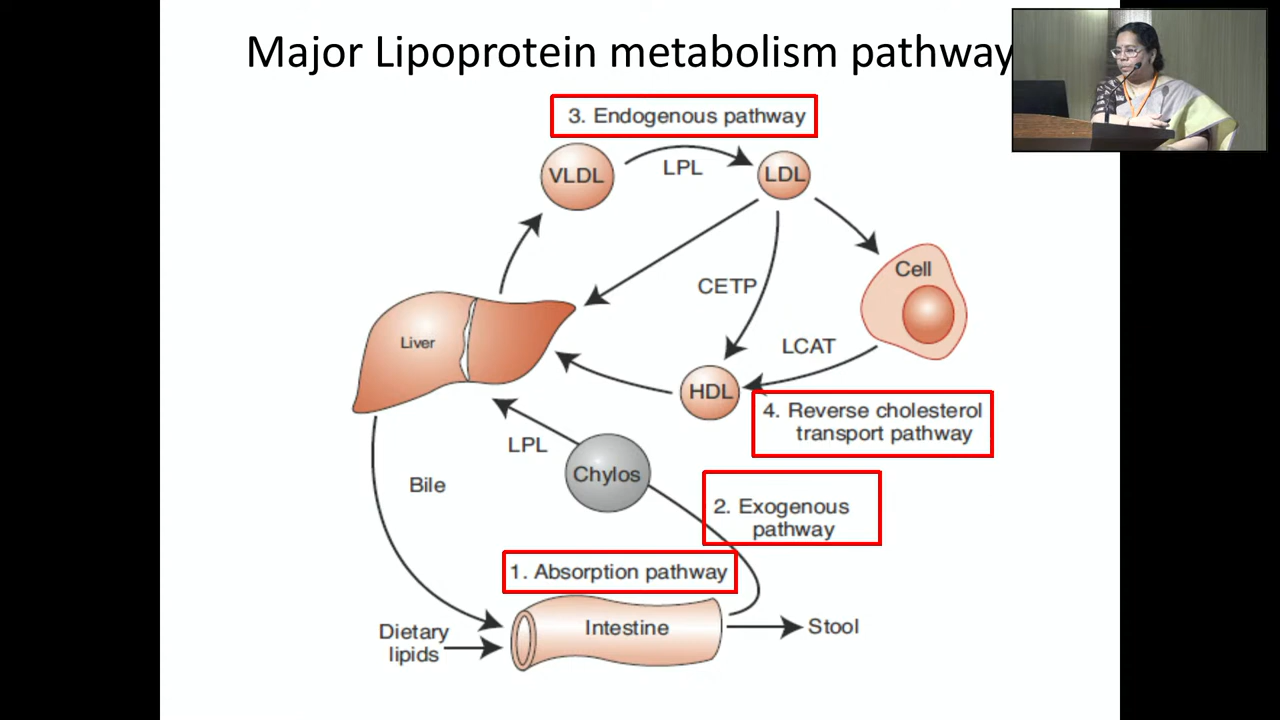 Major Lipoprotein metabolism pathway
3. Endogenous pathway
VLDL
LPL
LDL
Cell
CETP
Liver
LCAT
HDL
4. Reverse cholesterol
transport pathway
LPL
Chylos
Bile
2. Exogenous
pathway
1. Absorption pathway
Dietary
lipids
Intestine
Stool